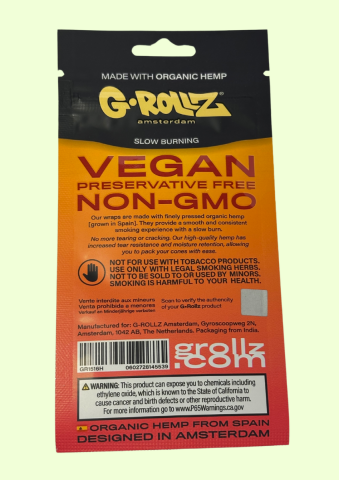 MADE WITH ORGANIC HEMP
G·ROLLZ®
amsterdam
SLOW BURNING
VEGAN
PRESERVATIVE FREE
NON-GMO
Our wraps are made with finely pressed organic hemp
[grown in Spain]. They provide a smooth and consistent
smoking experience with a slow burn.
No more tearing or cracking. Our high-quality hemp has
increased tear resistance and moisture retention, allowing
you to pack your cones with ease.
NOT FOR USE WITH TOBACCO PRODUCTS.
USE ONLY WITH LEGAL SMOKING HERBS.
NOT TO BE SOLD TO OR USED BY MINORS.
SMOKING IS HARMFUL TO YOUR HEALTH.
Vente interdite aux mineurs
Venta prohibida a menores
Verkauf an Minderjährige verboten
Scan to verify the authenticity
of your G-Rollz product
Manufactured for: G-ROLLZ Amsterdam, Gyroscoopweg 2N,
Amsterdam, 1042 AB, The Netherlands. Packaging from India.
GR1616H
0602728145539
grollz
.com
WARNING: This product can expose you to chemicals including
ethylene oxide, which is known to the State of California to
cause cancer and birth defects or other reproductive harm.
For more information go to www.P65Warnings.ca.gov
ORGANIC HEMP FROM SPAIN
DESIGNED IN AMSTERDAM